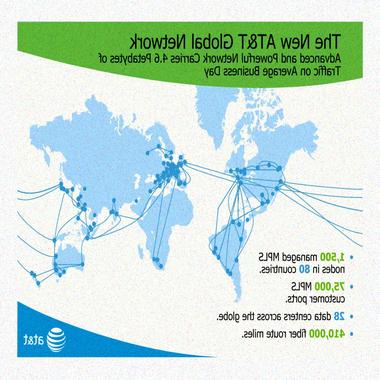 The New AT&T Global Network
Advanced and Powerful Network Carries 4.6 Petabytes of
Traffic on Average Business Day
• 1,500 managed MPLS
nodes in 80 countries.
• 75,000 MPLS
customer ports.
• 28 data centers across the globe.
• 410,000 fiber route miles.
at&t